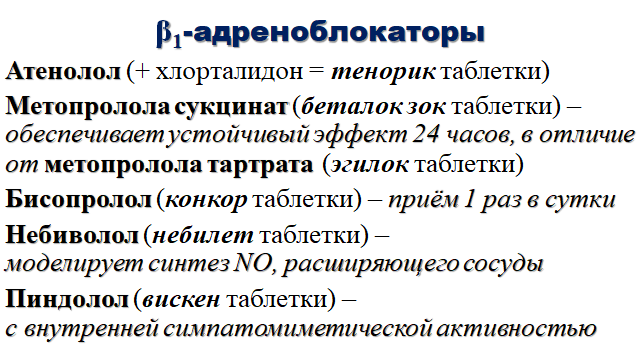 β1-адреноблокаторы
Атенолол (+ хлорталидон = тенорик таблетки)
Метопролола сукцинат (беталок зок таблетки) –
обеспечивает устойчивый эффект 24 часов, в отличие
от метопролола тартрата (эгилок таблетки)
Бисопролол (конкор таблетки) – приём 1 раз в сутки
Небиволол (небилет таблетки) –
моделирует синтез NO, расширяющего сосуды
Пиндолол (вискен таблетки) –
с внутренней симпатомиметической активностью